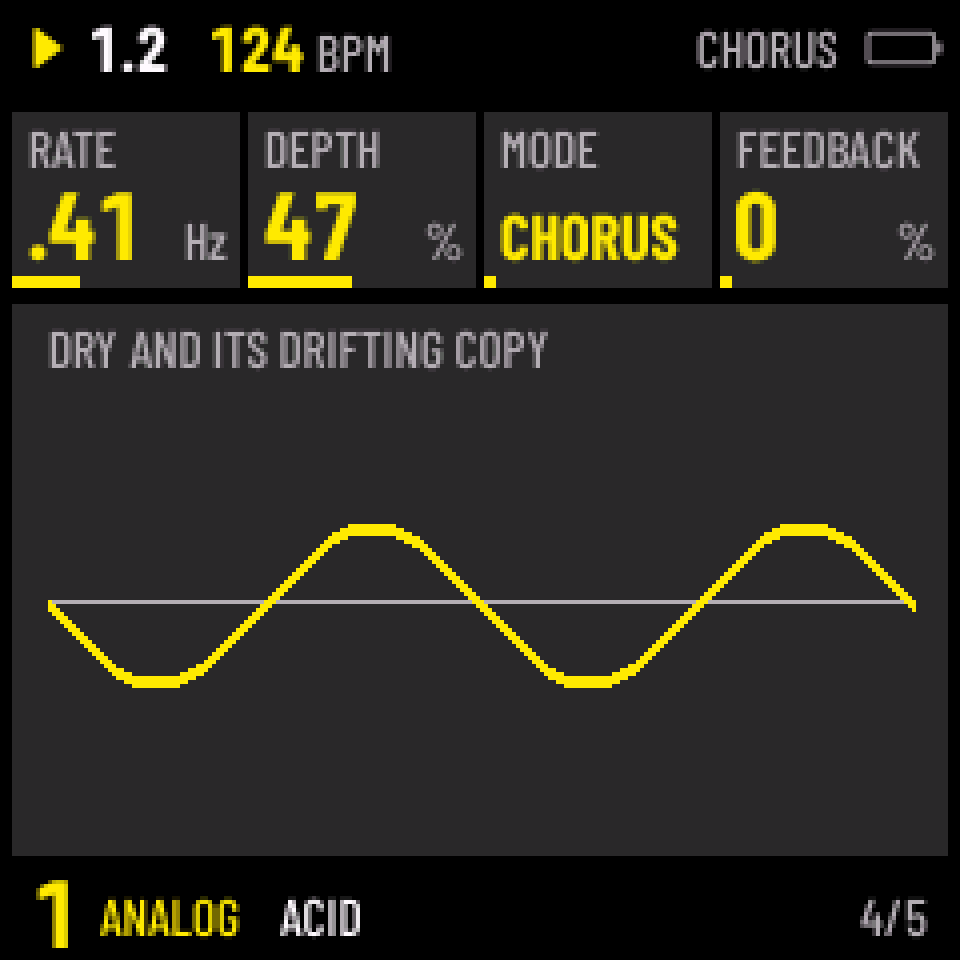 1.2 124 BPM CHORUS
RATE DEPTH MODE FEEDBACK
.41 Hz 47 % CHORUS 0 %
DRY AND ITS DRIFTING COPY
1 ANALOG ACID 4/5